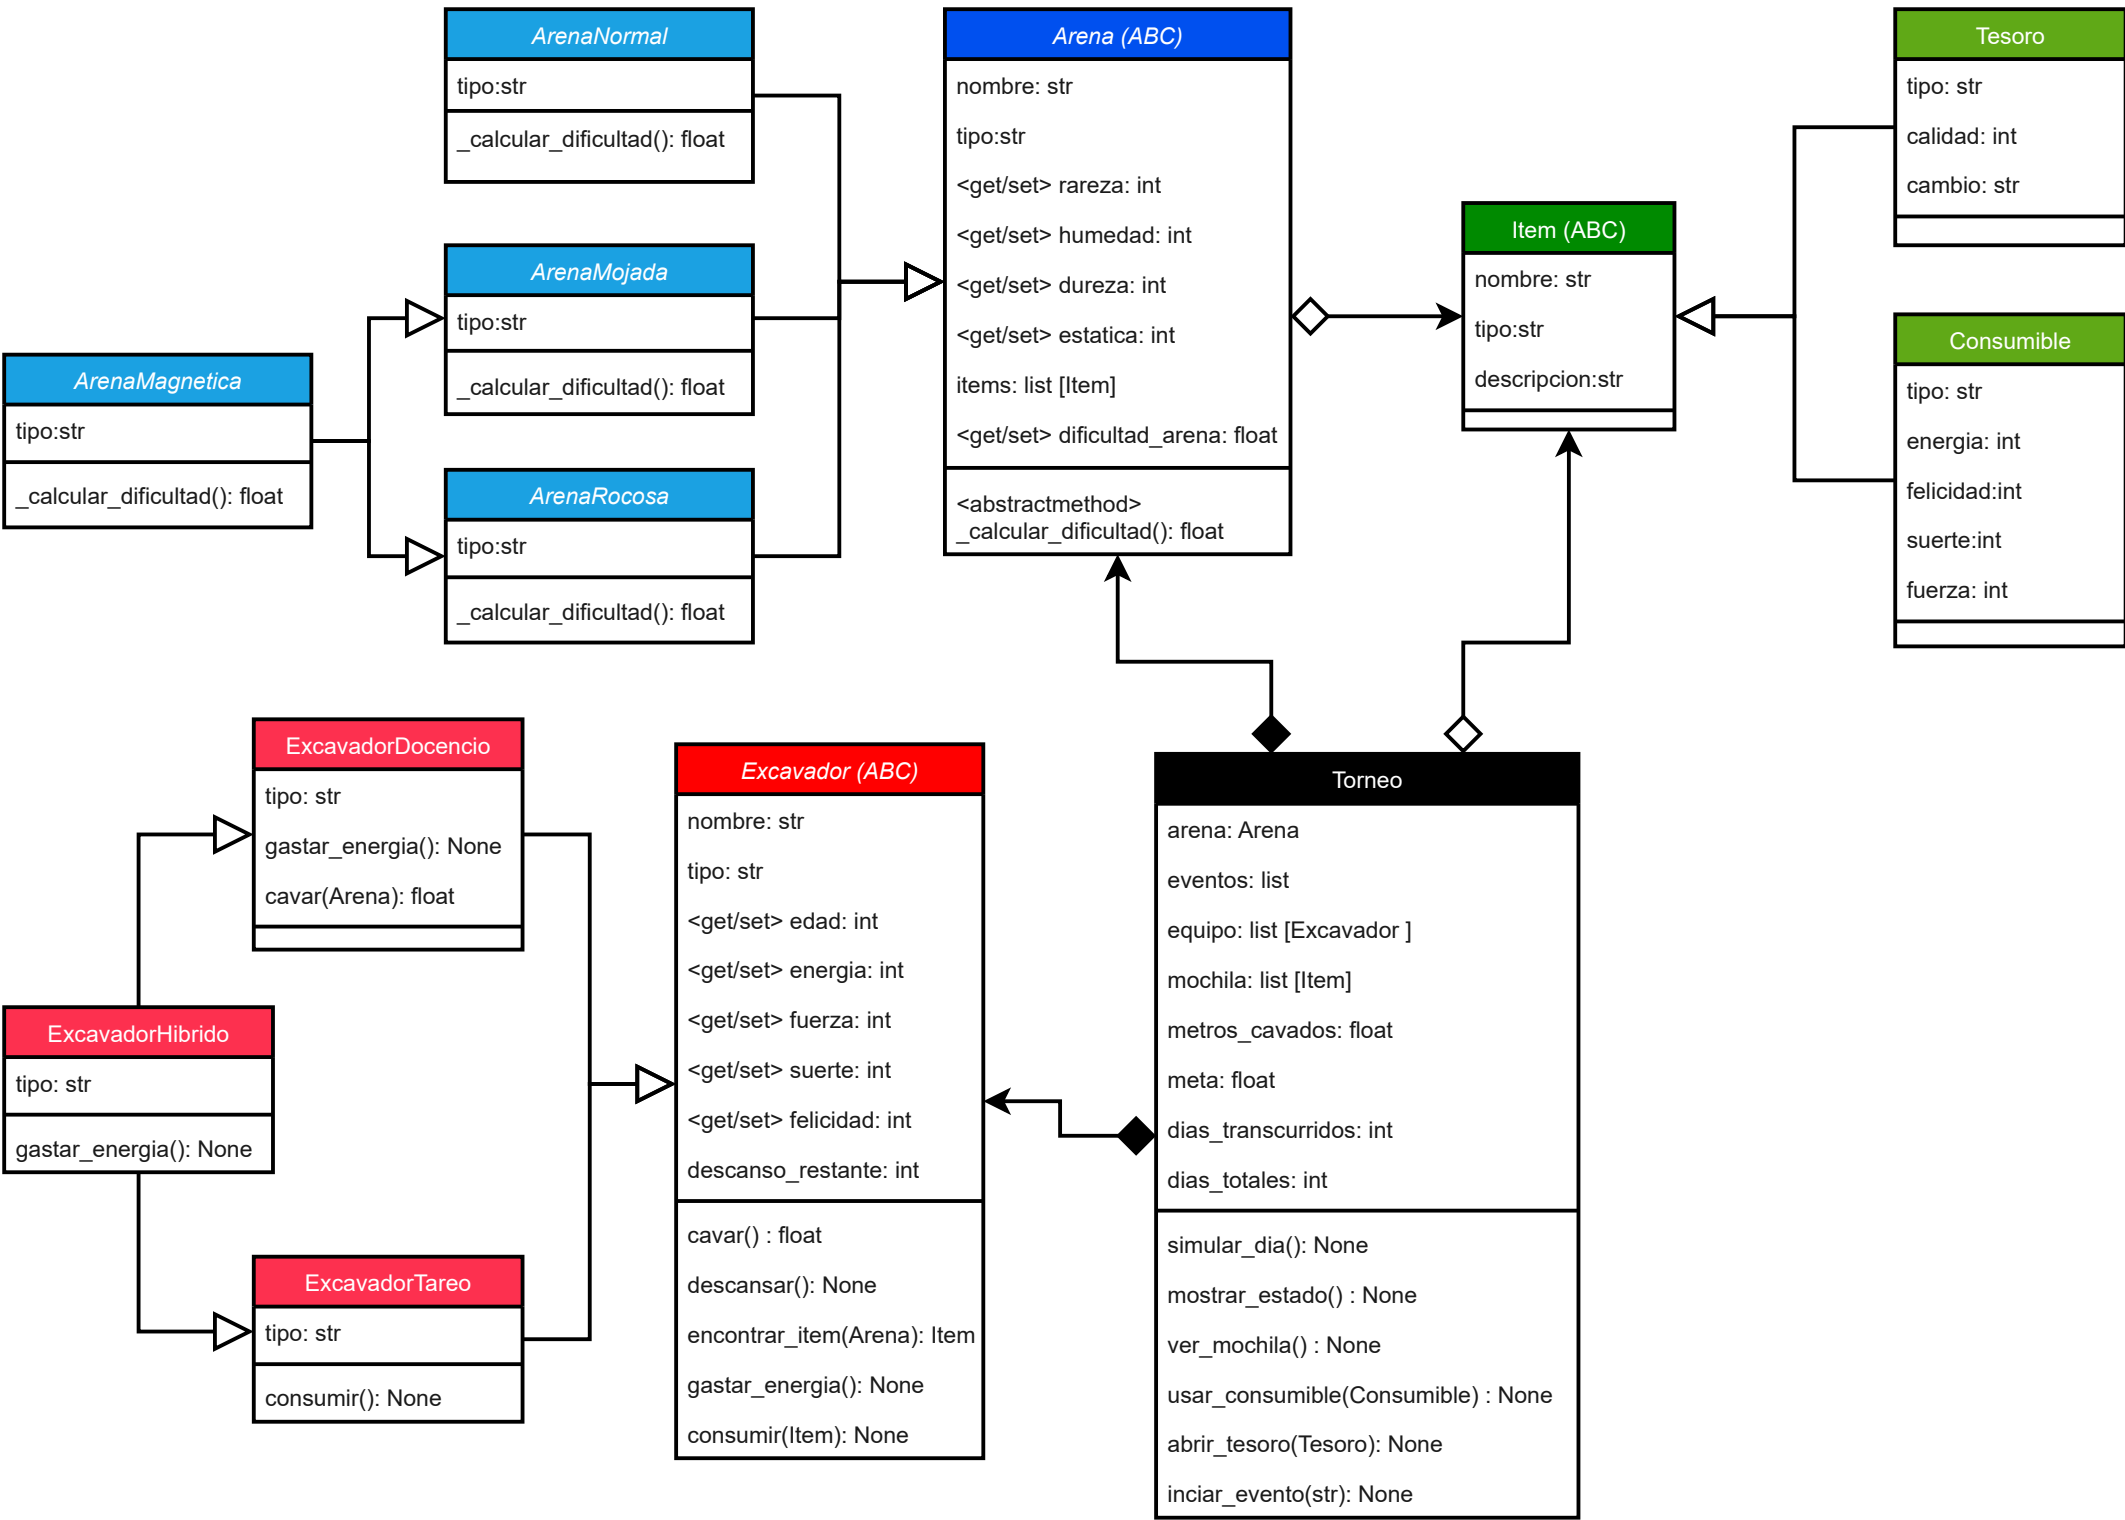 ArenaNormal
tipo:str
_calcular_dificultad(): float
ArenaMojada
tipo:str
_calcular_dificultad(): float
ArenaMagnetica
tipo:str
_calcular_dificultad(): float
ArenaRocosa
tipo:str
_calcular_dificultad(): float
Arena (ABC)
nombre: str
tipo:str
<get/set> rareza: int
<get/set> humedad: int
<get/set> dureza: int
<get/set> estatica: int
items: list [Item]
<get/set> dificultad_arena: float
<abstractmethod>
_calcular_dificultad(): float
Item (ABC)
nombre: str
tipo:str
descripcion:str
Tesoro
tipo: str
calidad: int
cambio: str
Consumible
tipo: str
energia: int
felicidad:int
suerte:int
fuerza: int
ExcavadorDocencio
tipo: str
gastar_energia(): None
cavar(Arena): float
ExcavadorHibrido
tipo: str
gastar_energia(): None
ExcavadorTareo
tipo: str
consumir(): None
Excavador (ABC)
nombre: str
tipo: str
<get/set> edad: int
<get/set> energia: int
<get/set> fuerza: int
<get/set> suerte: int
<get/set> felicidad: int
descanso_restante: int
cavar() : float
descansar(): None
encontrar_item(Arena): Item
gastar_energia(): None
consumir(Item): None
Torneo
arena: Arena
eventos: list
equipo: list [Excavador ]
mochila: list [Item]
metros_cavados: float
meta: float
dias_transcurridos: int
dias_totales: int
simular_dia(): None
mostrar_estado() : None
ver_mochila() : None
usar_consumible(Consumible) : None
abrir_tesoro(Tesoro): None
inciar_evento(str): None